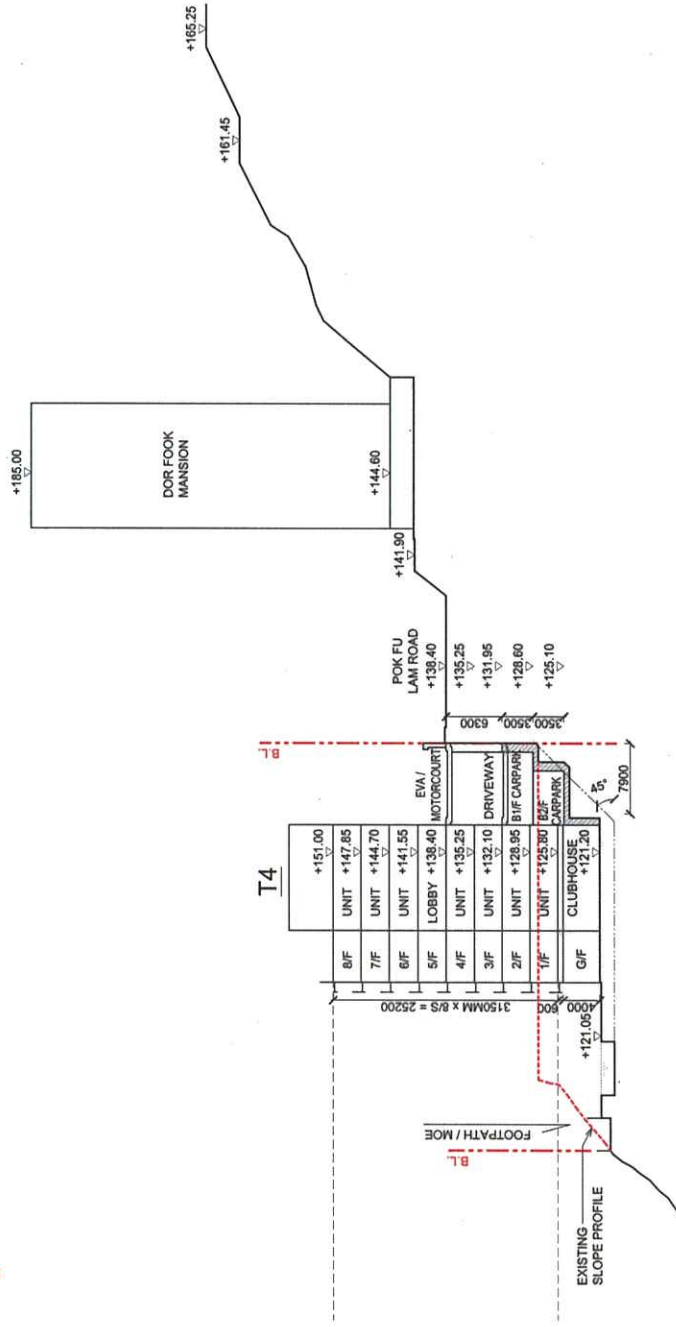 T4
+151.00
8/F UNIT +147.85
7/F UNIT +144.70
6/F UNIT +141.55
5/F LOBBY +138.40
4/F UNIT +135.25
3/F UNIT +132.10
2/F UNIT +128.95
1/F UNIT +125.80
G/F CLUBHOUSE +121.20
EVA /
MOTORCOURT
DRIVEWAY
B1/F CARPARK
B2/F
CARPARK
3150MM x 8/S = 25200
600
4000
+121.05
FOOTPATH / MOE
B.L.
EXISTING
SLOPE PROFILE
B.L.
6300
3500
3500
45°
7900
POK FU
LAM ROAD
+138.40
+135.25
+131.95
+128.60
+125.10
+141.90
+185.00
DOR FOOK
MANSION
+144.60
+161.45
+165.25